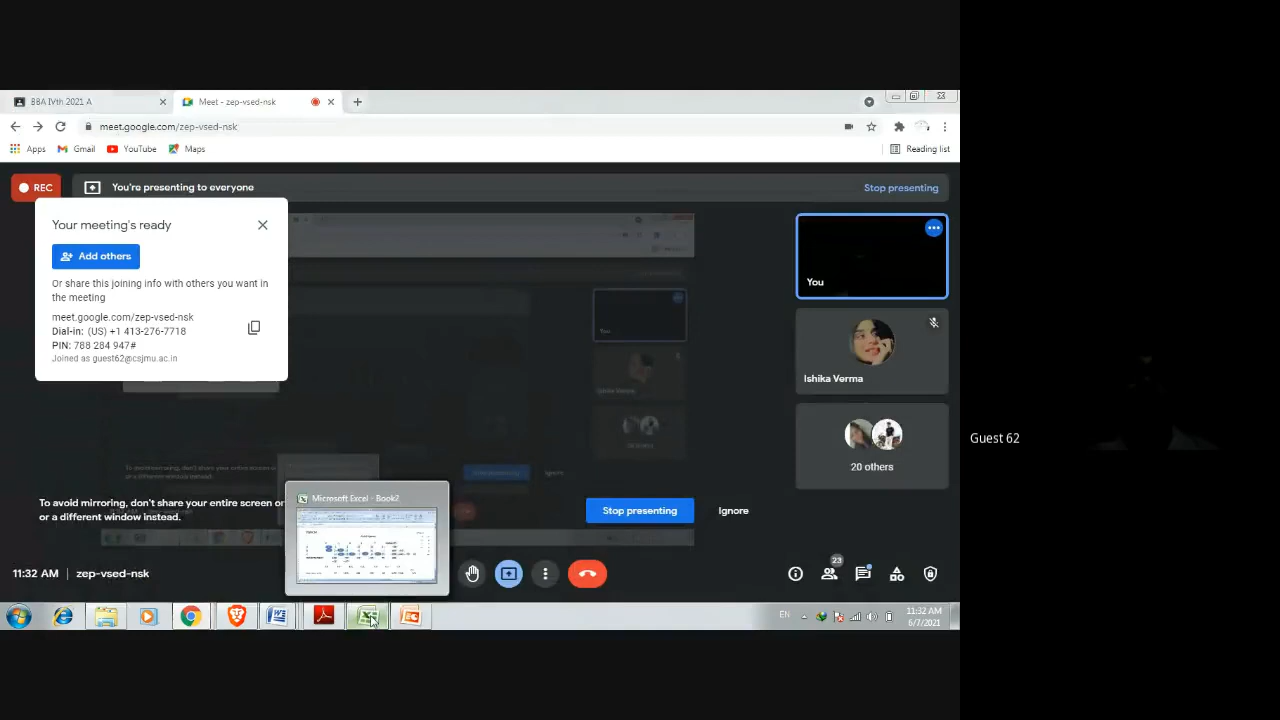 BBA IVth 2021 A
Meet - zep-vsed-nsk
meet.google.com/zep-vsed-nsk
Apps
Gmail
YouTube
Maps
Reading list
REC
You're presenting to everyone
Stop presenting
Your meeting's ready
Add others
Or share this joining info with others you want in
the meeting
meet.google.com/zep-vsed-nsk
Dial-in: (US) +1 413-276-7718
PIN: 788 284 947#
Joined as guest62@csjmu.ac.in
You
Ishika Verma
20 others
Guest 62
To avoid mirroring, don't share your entire screen or
or a different window instead.
Microsoft Excel - Book2
Stop presenting
Ignore
11:32 AM | zep-vsed-nsk
23
EN
11:32 AM
6/7/2021